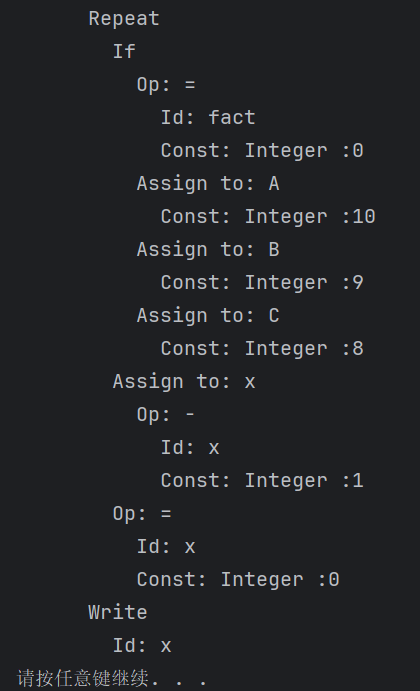 Repeat
If
Op: =
Id: fact
Const: Integer :0
Assign to: A
Const: Integer :10
Assign to: B
Const: Integer :9
Assign to: C
Const: Integer :8
Assign to: x
Op: -
Id: x
Const: Integer :1
Op: =
Id: x
Const: Integer :0
Write
Id: x
请按任意键继续. . .